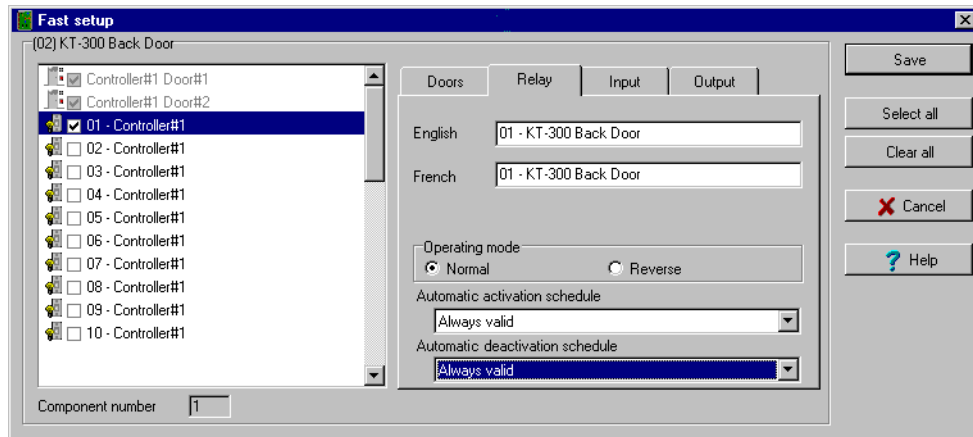 Fast setup
(02) KT-300 Back Door
Controller#1 Door#1
Controller#1 Door#2
01 - Controller#1
02 - Controller#1
03 - Controller#1
04 - Controller#1
05 - Controller#1
06 - Controller#1
07 - Controller#1
08 - Controller#1
09 - Controller#1
10 - Controller#1
Component number 1
Doors Relay Input Output
English 01 - KT-300 Back Door
French 01 - KT-300 Back Door
Operating mode
Normal Reverse
Automatic activation schedule
Always valid
Automatic deactivation schedule
Always valid
Save
Select all
Clear all
Cancel
? Help